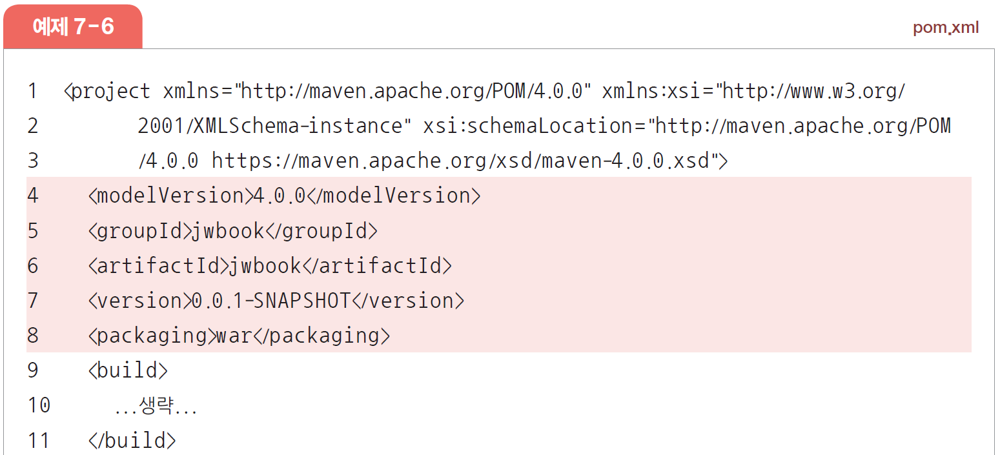 예제 7-6
pom.xml
1 <project xmlns="http://maven.apache.org/POM/4.0.0" xmlns:xsi="http://www.w3.org/
2 2001/XMLSchema-instance" xsi:schemaLocation="http://maven.apache.org/POM
3 /4.0.0 https://maven.apache.org/xsd/maven-4.0.0.xsd">
4 <modelVersion>4.0.0</modelVersion>
5 <groupId>jwbook</groupId>
6 <artifactId>jwbook</artifactId>
7 <version>0.0.1-SNAPSHOT</version>
8 <packaging>war</packaging>
9 <build>
10 ...생략...
11 </build>